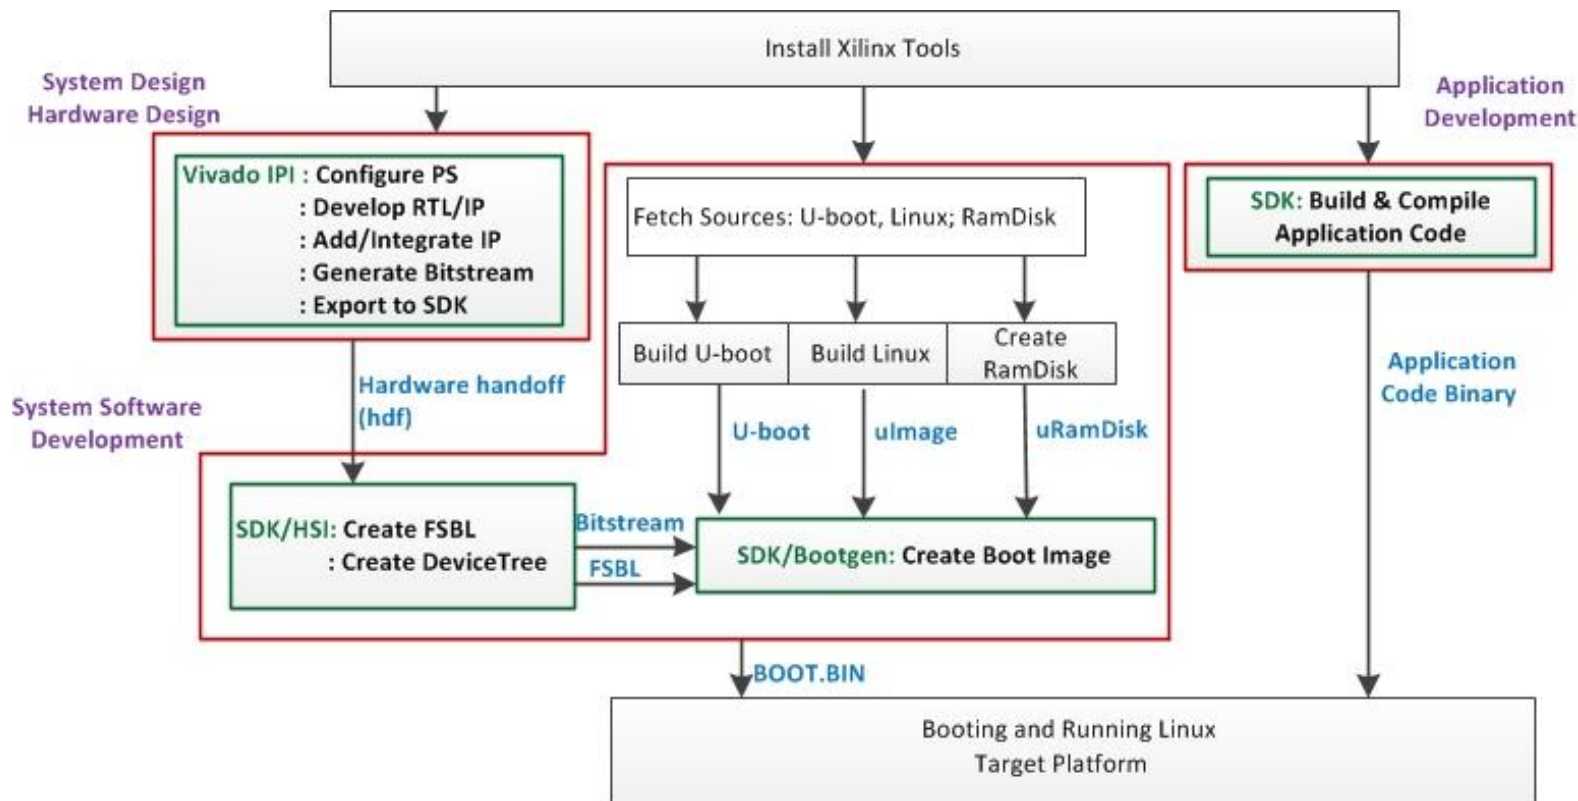 Install Xilinx Tools
System Design
Hardware Design
Application
Development
Vivado IPI : Configure PS
: Develop RTL/IP
: Add/Integrate IP
: Generate Bitstream
: Export to SDK
Fetch Sources: U-boot, Linux; RamDisk
SDK: Build & Compile
Application Code
Build U-boot
Build Linux
Create
RamDisk
Hardware handoff
(hdf)
Application
Code Binary
System Software
Development
U-boot
uImage
uRamDisk
SDK/HSI: Create FSBL
: Create DeviceTree
Bitstream
FSBL
SDK/Bootgen: Create Boot Image
BOOT.BIN
Booting and Running Linux
Target Platform